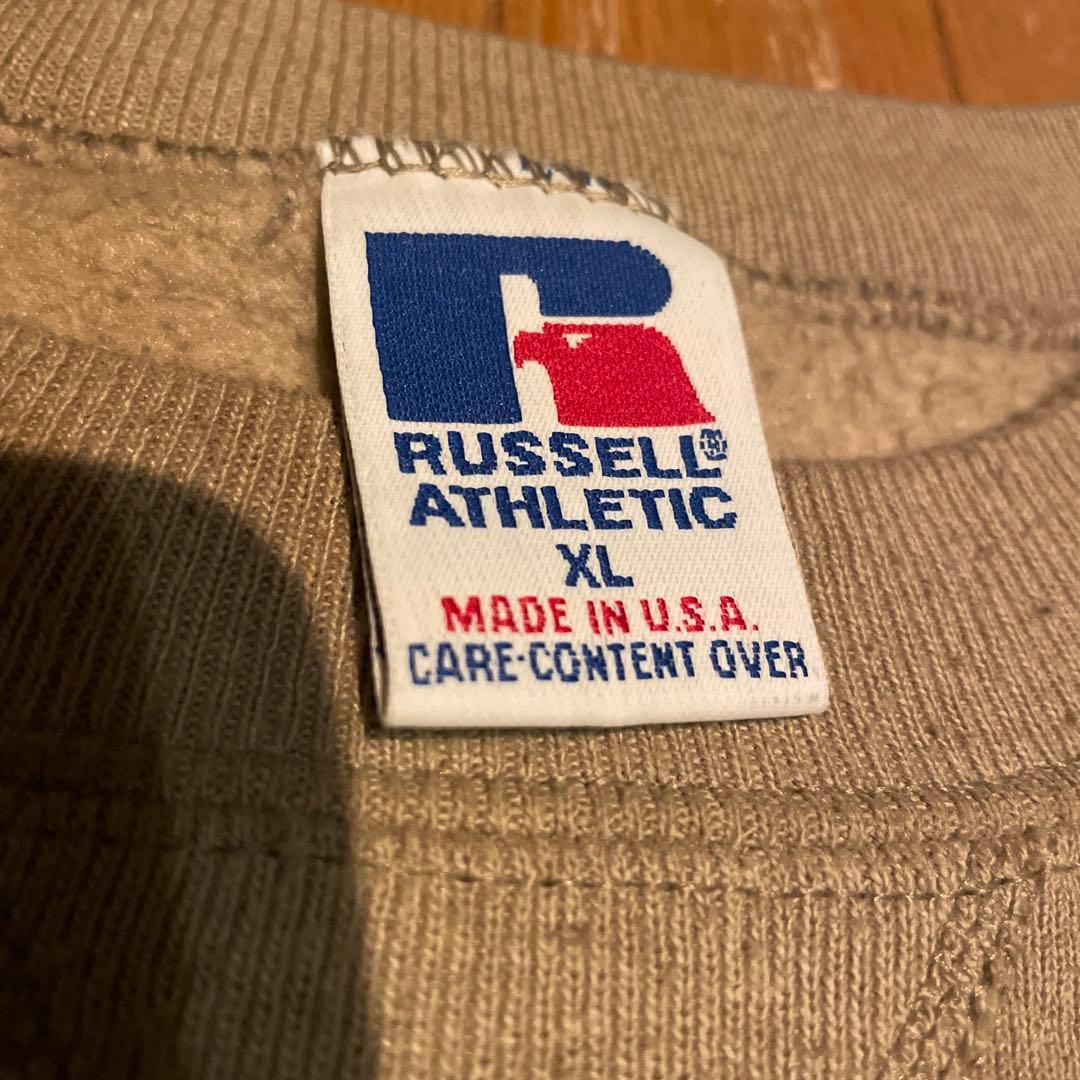 RUSSELL®
ATHLETIC
XL
MADE IN U.S.A.
CARE-CONTENT OVER